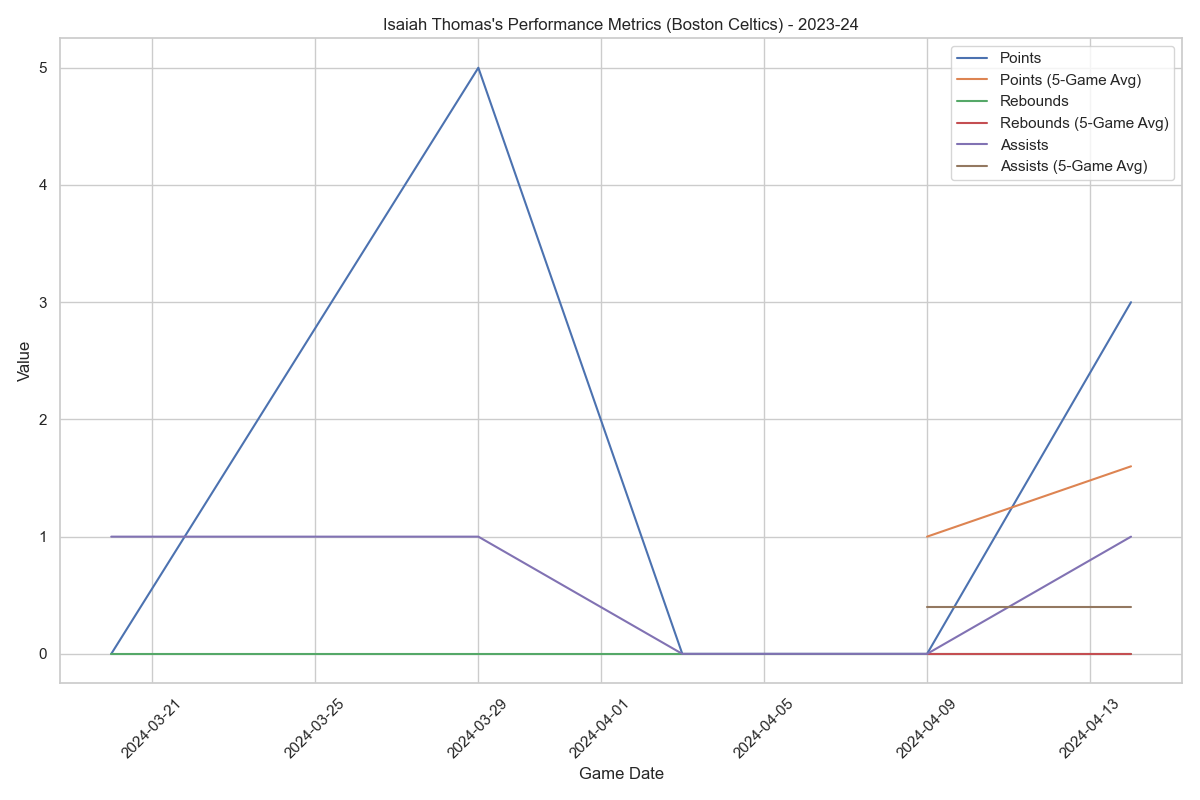 Isaiah Thomas's Performance Metrics (Boston Celtics) - 2023-24
Points
Points (5-Game Avg)
Rebounds
Rebounds (5-Game Avg)
Assists
Assists (5-Game Avg)
Value
5
4
3
2
1
0
2024-03-21
2024-03-25
2024-03-29
2024-04-01
2024-04-05
2024-04-09
2024-04-13
Game Date